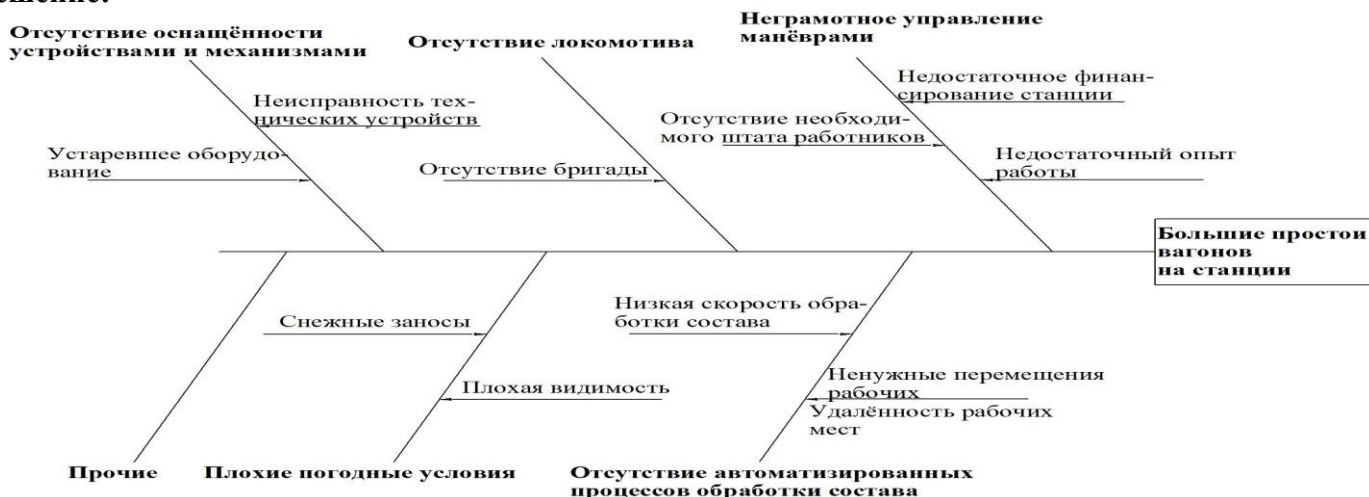 ешение:
Отсутствие оснащённости
устройствами и механизмами
Отсутствие локомотива
Неграмотное управление
манёврами
Неисправность тех-
нических устройств
Устаревшее оборудо-
вание
Отсутствие бригады
Отсутствие необходи-
мого штата работников
Недостаточное финан-
сирование станции
Недостаточный опыт
работы
Большие простои
вагонов
на станции
Снежные заносы
Плохая видимость
Низкая скорость обра-
ботки состава
Ненужные перемещения
рабочих
Удалённость рабочих
мест
Прочие
Плохие погодные условия
Отсутствие автоматизированных
процессов обработки состава